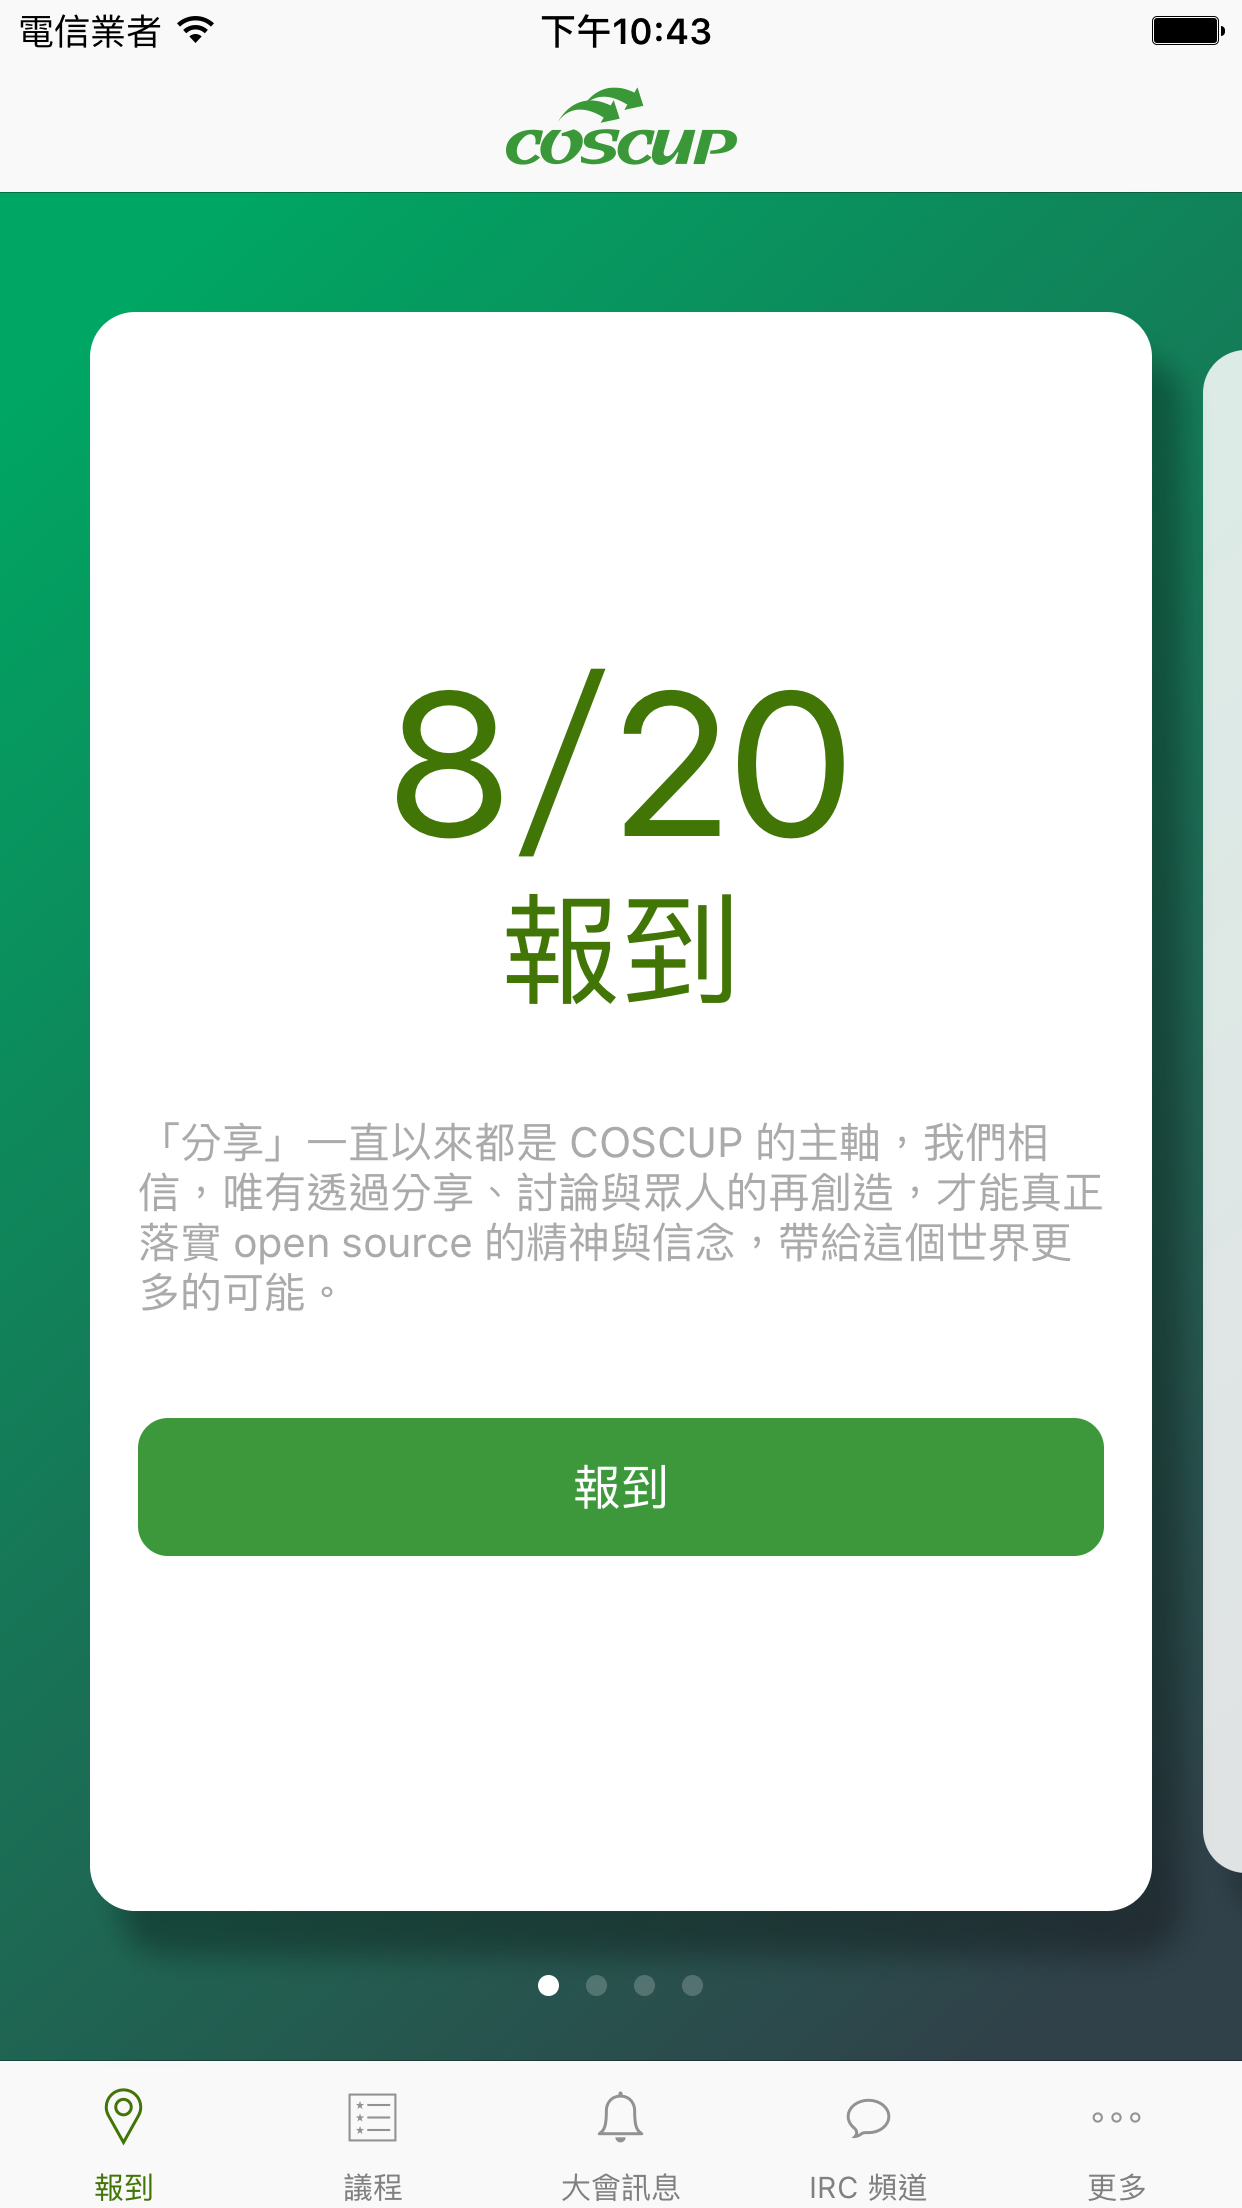 電信業者
下午10:43
COSCUP
8/20
報到
「分享」一直以來都是 COSCUP 的主軸，我們相
信，唯有透過分享、討論與眾人的再創造，才能真正
落實 open source 的精神與信念，帶給這個世界更
多的可能。
報到
報到
議程
大會訊息
IRC 頻道
更多